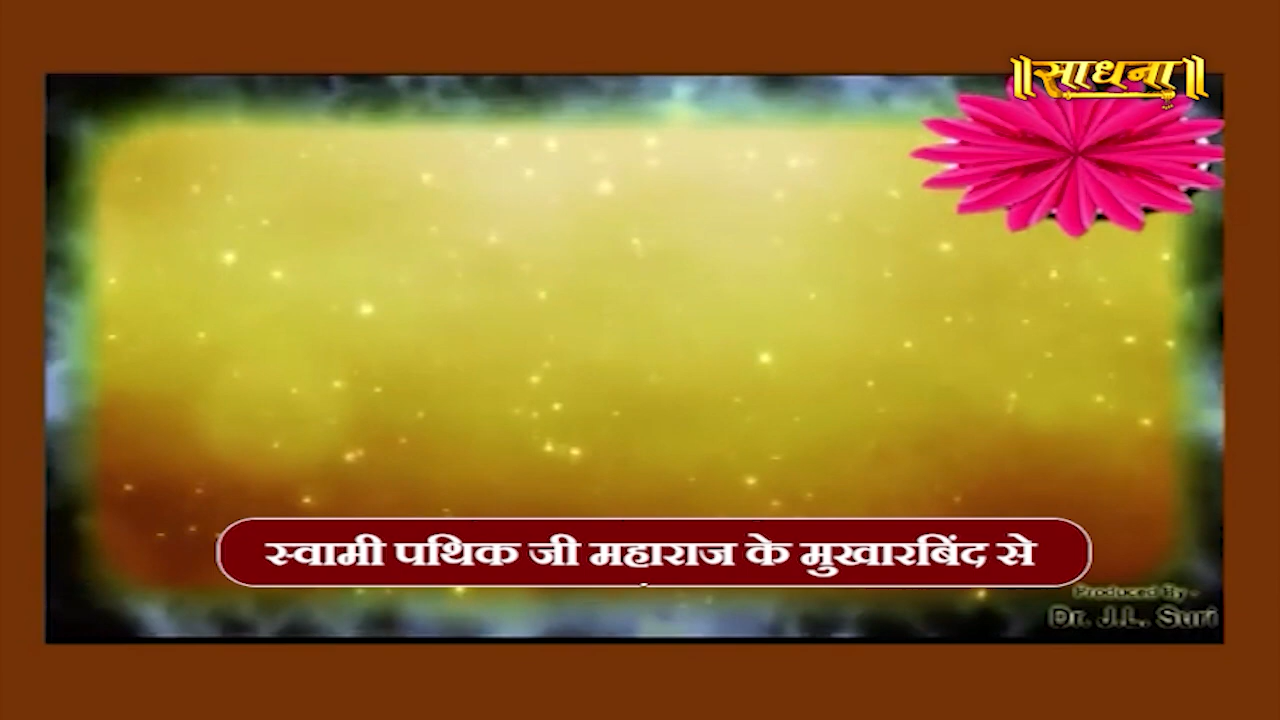 ॥साधना॥
स्वामी पथिक जी महाराज के मुखारबिंद से
Produced By -
Dr. J.L. Suri